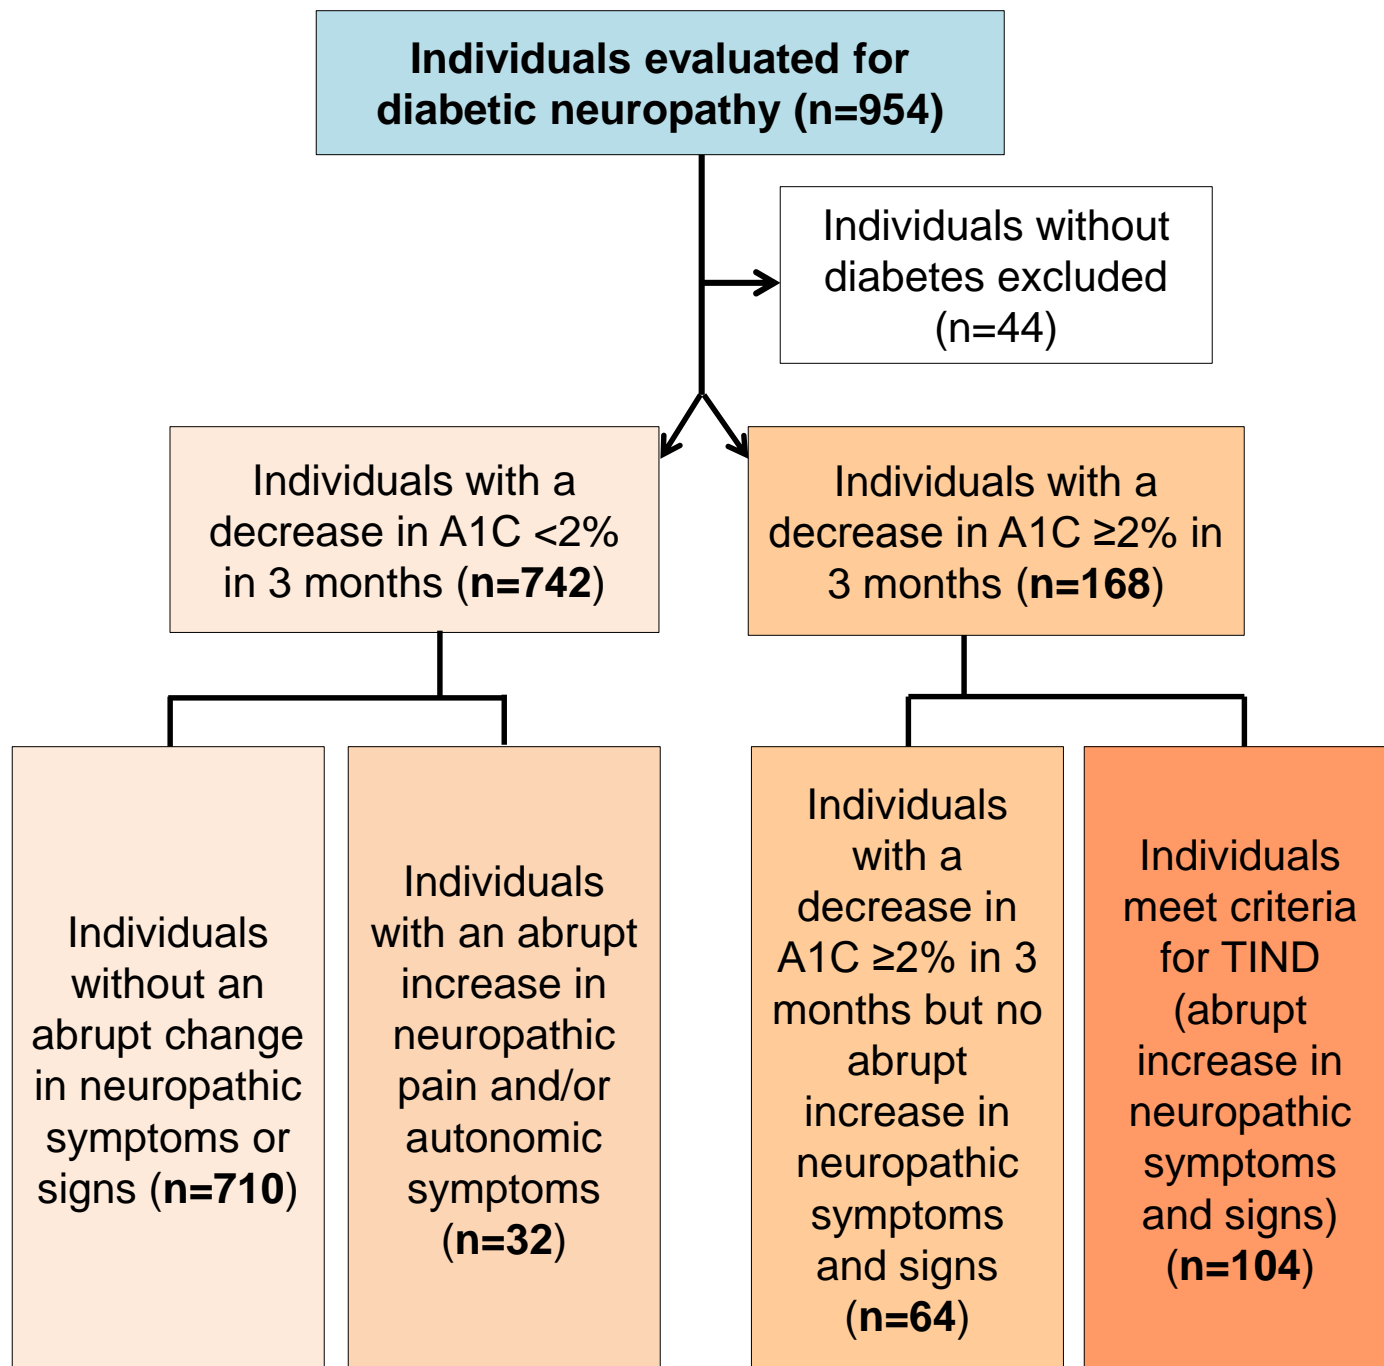 Individuals evaluated for
diabetic neuropathy (n=954)
Individuals without
diabetes excluded
(n=44)
Individuals with a
decrease in A1C <2%
in 3 months (n=742)
Individuals with a
decrease in A1C ≥2% in
3 months (n=168)
Individuals
without an
abrupt change
in neuropathic
symptoms or
signs (n=710)
Individuals
with an abrupt
increase in
neuropathic
pain and/or
autonomic
symptoms
(n=32)
Individuals
with a
decrease in
A1C ≥2% in 3
months but no
abrupt
increase in
neuropathic
symptoms
and signs
(n=64)
Individuals
meet criteria
for TIND
(abrupt
increase in
neuropathic
symptoms
and signs)
(n=104)